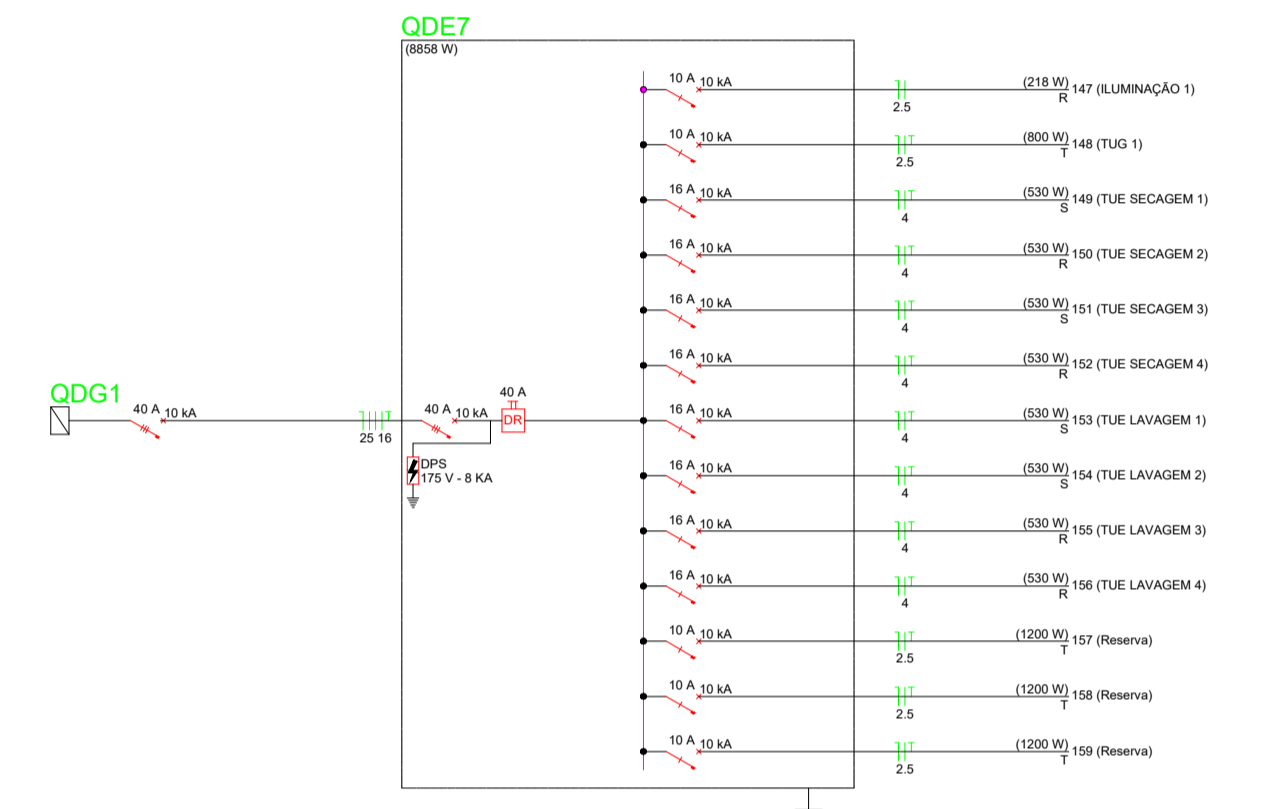 QDE7
(8858 W)
10 A 10 kA 2.5 (218 W) R 147 (ILUMINAÇÃO 1)
10 A 10 kA 2.5 (800 W) T 148 (TUG 1)
16 A 10 kA 4 (530 W) S 149 (TUE SECAGEM 1)
16 A 10 kA 4 (530 W) R 150 (TUE SECAGEM 2)
16 A 10 kA 4 (530 W) S 151 (TUE SECAGEM 3)
16 A 10 kA 4 (530 W) R 152 (TUE SECAGEM 4)
QDG1
40 A 10 kA 25 16 40 A 10 kA 40 A DR 16 A 10 kA 4 (530 W) S 153 (TUE LAVAGEM 1)
DPS
175 V - 8 KA
16 A 10 kA 4 (530 W) S 154 (TUE LAVAGEM 2)
16 A 10 kA 4 (530 W) R 155 (TUE LAVAGEM 3)
16 A 10 kA 4 (530 W) R 156 (TUE LAVAGEM 4)
10 A 10 kA 2.5 (1200 W) T 157 (Reserva)
10 A 10 kA 2.5 (1200 W) T 158 (Reserva)
10 A 10 kA 2.5 (1200 W) T 159 (Reserva)